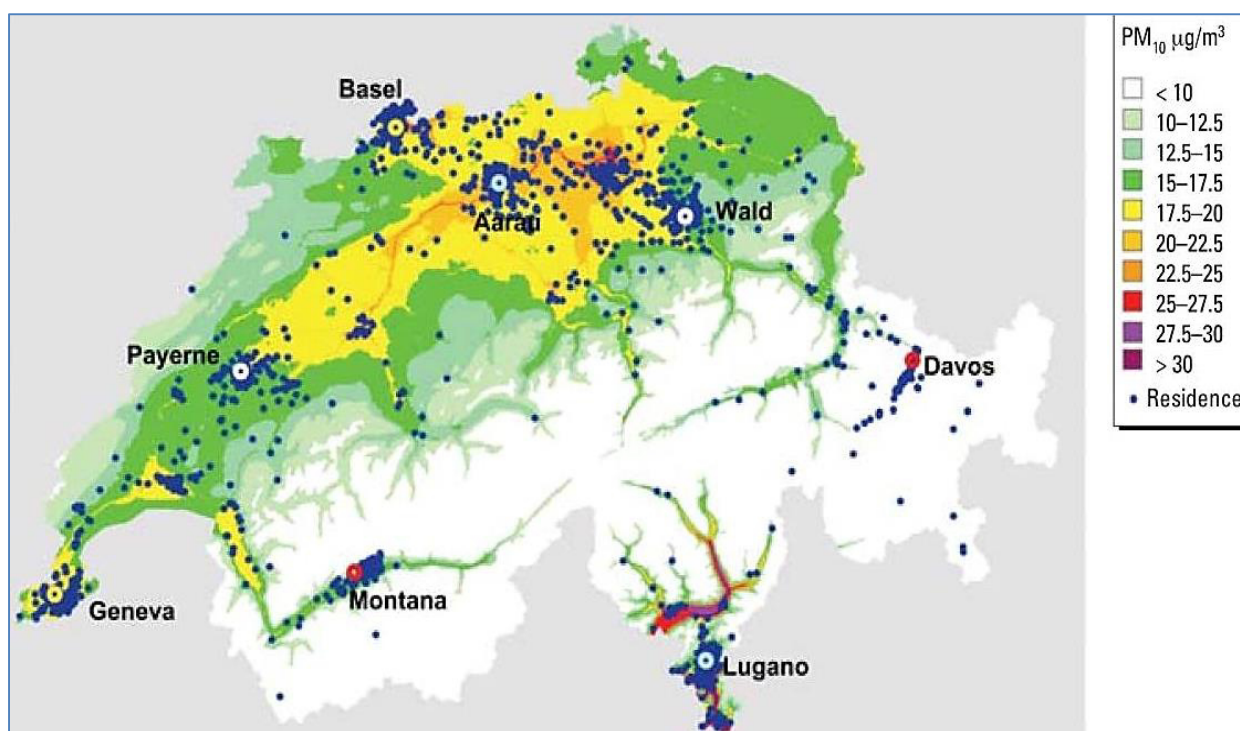 Basel
Aarau
Wald
Payerne
Davos
Geneva
Montana
Lugano
PM₁₀ µg/m³
< 10
10–12.5
12.5–15
15–17.5
17.5–20
20–22.5
22.5–25
25–27.5
27.5–30
> 30
Residence